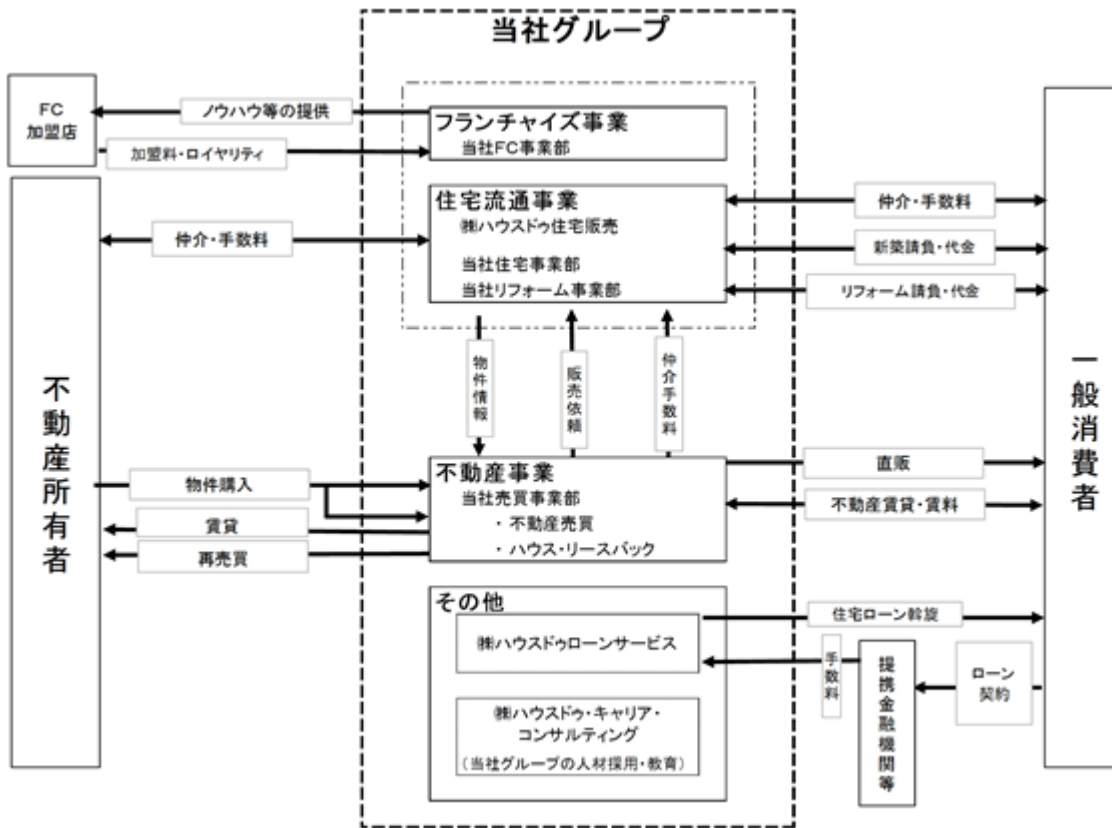 当社グループ
FC
加盟店
ノウハウ等の提供
加盟料・ロイヤリティ
フランチャイズ事業
当社FC事業部
住宅流通事業
㈱ハウスドゥ住宅販売
当社住宅事業部
当社リフォーム事業部
仲介・手数料
仲介・手数料
新築請負・代金
リフォーム請負・代金
物件情報
販売依頼
仲介手数料
不動産所有者
一般消費者
不動産事業
当社売買事業部
・不動産売買
・ハウス・リースバック
物件購入
賃貸
再売買
直販
不動産賃貸・賃料
その他
㈱ハウスドゥローンサービス
㈱ハウスドゥ・キャリア・
コンサルティング
(当社グループの人材採用・教育)
住宅ローン斡旋
手数料
提携金融機関等
ローン
契約